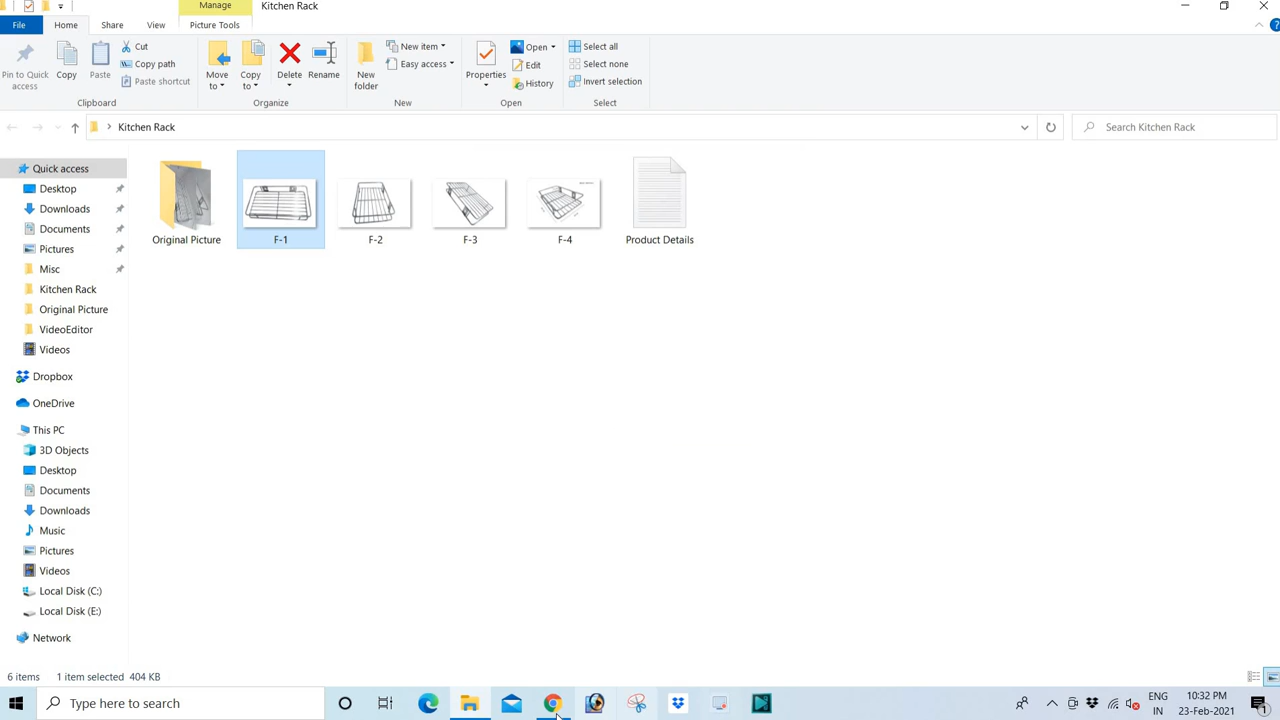 Manage
Kitchen Rack
File
Home
Share
View
Picture Tools
Pin to Quick access
Copy
Paste
Cut
Copy path
Paste shortcut
Clipboard
Move to
Copy to
Delete
Rename
Organize
New folder
New item
Easy access
New
Properties
Open
Edit
History
Open
Select all
Select none
Invert selection
Select
Kitchen Rack
Search Kitchen Rack
Quick access
Desktop
Downloads
Documents
Pictures
Misc
Kitchen Rack
Original Picture
VideoEditor
Videos
Dropbox
OneDrive
This PC
3D Objects
Desktop
Documents
Downloads
Music
Pictures
Videos
Local Disk (C:)
Local Disk (E:)
Network
Original Picture
F-1
F-2
F-3
F-4
Product Details
6 items
1 item selected 404 KB
Type here to search
ENG
IN
10:32 PM
23-Feb-2021
1